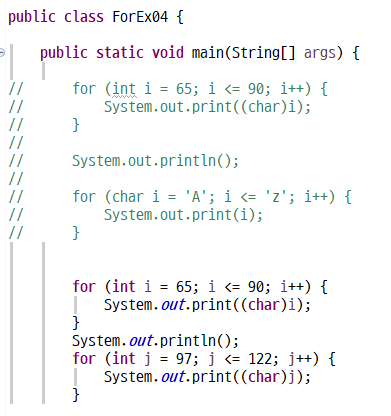 public class ForEx04 {
public static void main(String[] args) {
// for (int i = 65; i <= 90; i++) {
// System.out.print((char)i);
// }
//
// System.out.println();
//
// for (char i = 'A'; i <= 'z'; i++) {
// System.out.print(i);
// }
for (int i = 65; i <= 90; i++) {
System.out.print((char)i);
}
System.out.println();
for (int j = 97; j <= 122; j++) {
System.out.print((char)j);
}